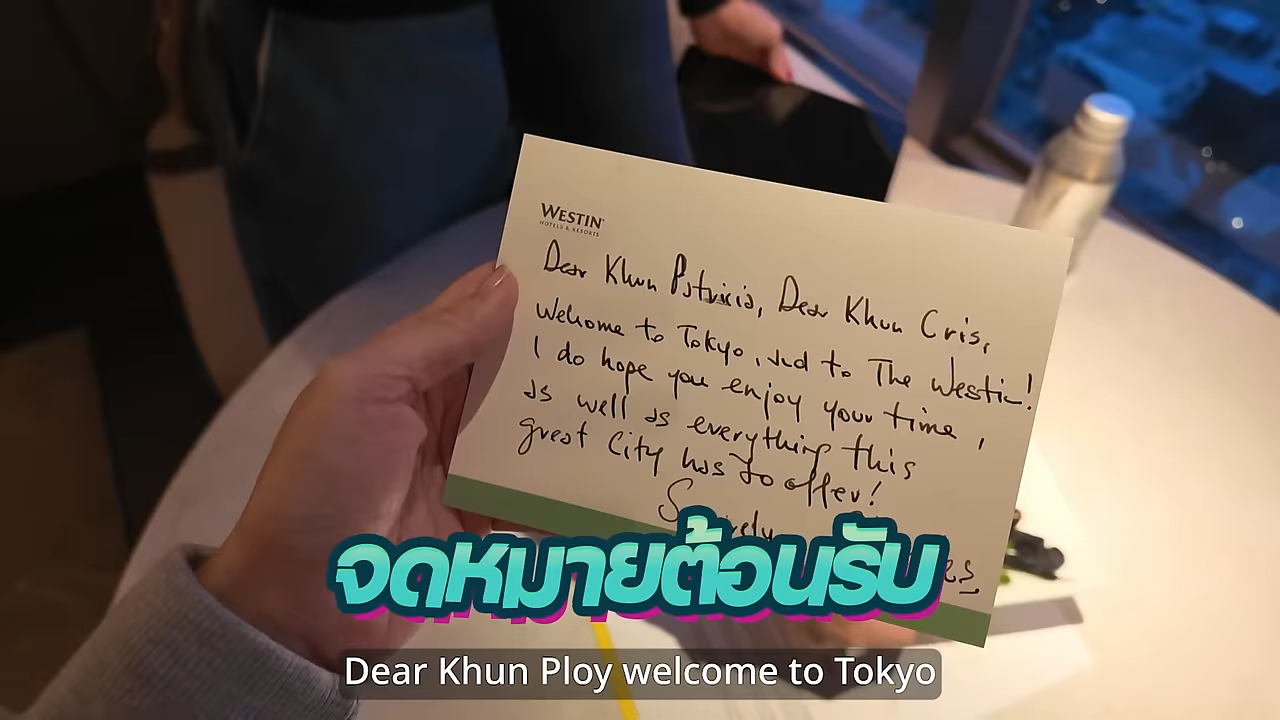 WESTIN
HOTELS & RESORTS
Dear Khun Patricia, Dear Khun Cris,
Welcome to Tokyo, and to The Westin!
I do hope you enjoy your time,
as well as everything this
great City has to offer!
จดหมายต้อนรับ
Dear Khun Ploy welcome to Tokyo